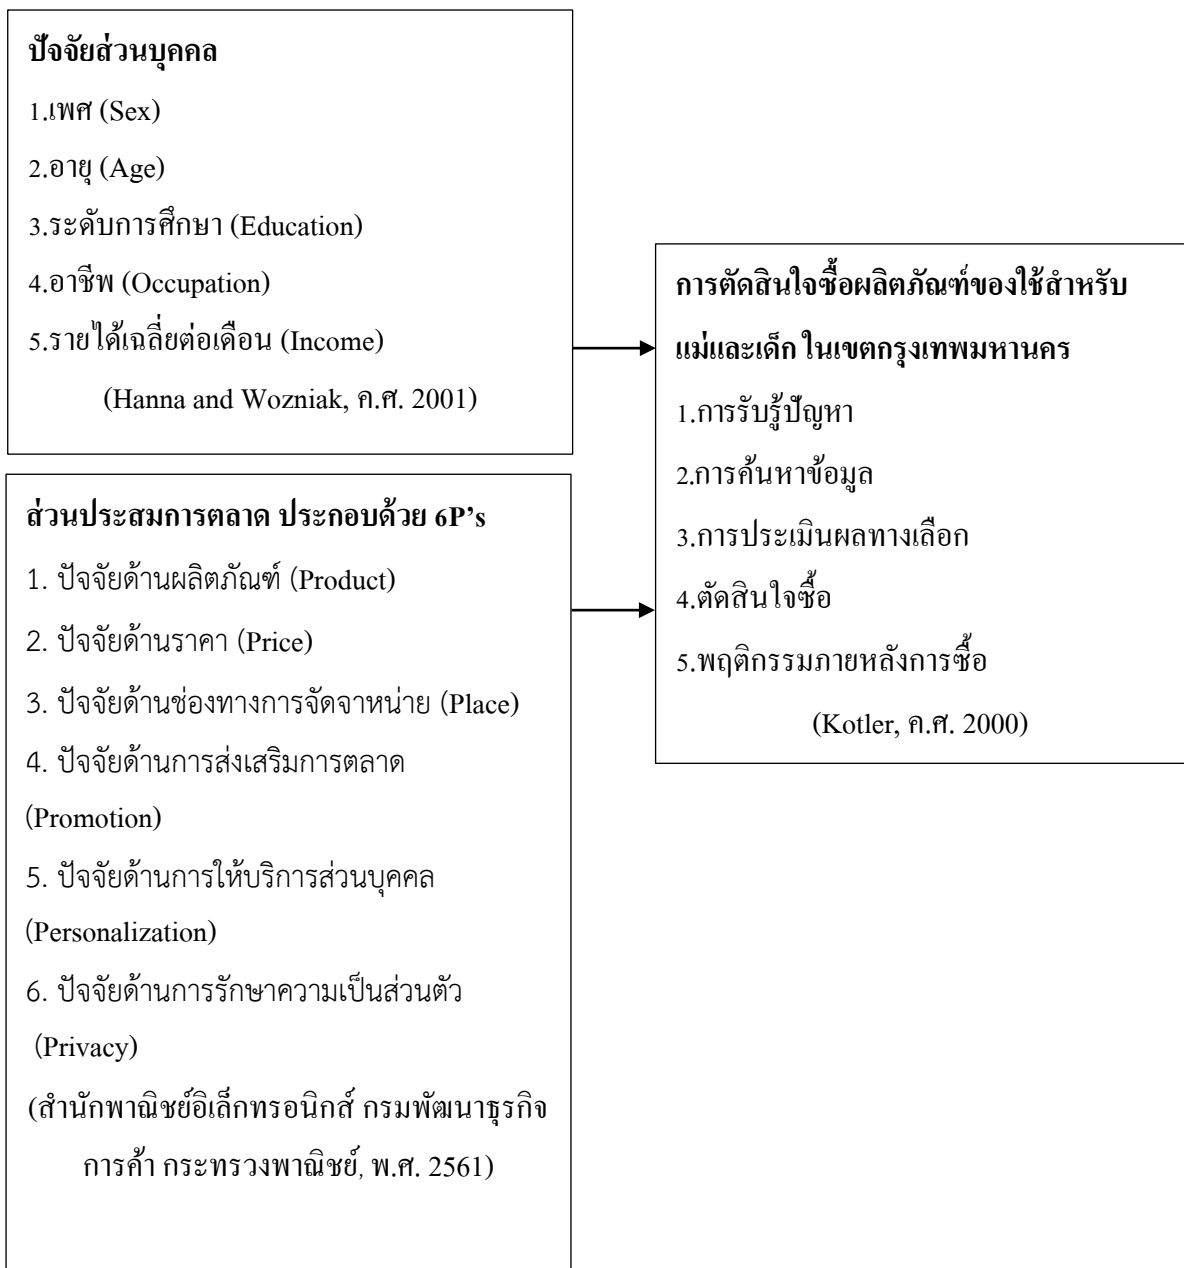 ปัจจัยส่วนบุคคล
1.เพศ (Sex)
2.อายุ (Age)
3.ระดับการศึกษา (Education)
4.อาชีพ (Occupation)
5.รายได้เฉลี่ยต่อเดือน (Income)
(Hanna and Wozniak, ค.ศ. 2001)
ส่วนประสมการตลาด ประกอบด้วย 6P’s
1. ปัจจัยด้านผลิตภัณฑ์ (Product)
2. ปัจจัยด้านราคา (Price)
3. ปัจจัยด้านช่องทางการจัดจาหน่าย (Place)
4. ปัจจัยด้านการส่งเสริมการตลาด
(Promotion)
5. ปัจจัยด้านการให้บริการส่วนบุคคล
(Personalization)
6. ปัจจัยด้านการรักษาความเป็นส่วนตัว
(Privacy)
(สำนักพาณิชย์อิเล็กทรอนิกส์ กรมพัฒนาธุรกิจ
การค้า กระทรวงพาณิชย์, พ.ศ. 2561)
การตัดสินใจซื้อผลิตภัณฑ์ของใช้สำหรับ
แม่และเด็ก ในเขตกรุงเทพมหานคร
1.การรับรู้ปัญหา
2.การค้นหาข้อมูล
3.การประเมินผลทางเลือก
4.ตัดสินใจซื้อ
5.พฤติกรรมภายหลังการซื้อ
(Kotler, ค.ศ. 2000)